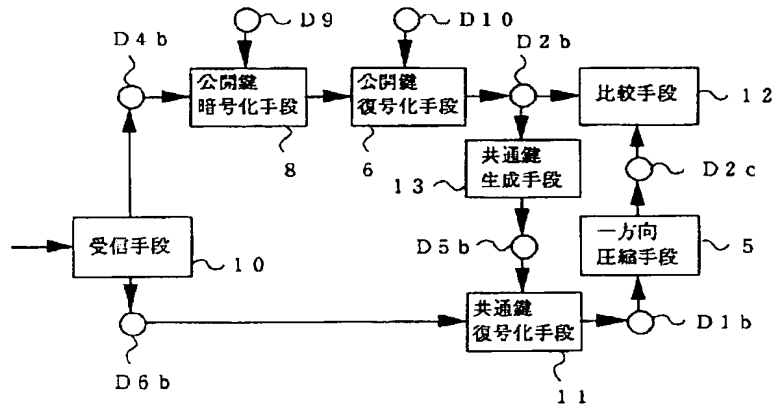 D9
D10
D4b
D2b
公開鍵
暗号化手段
公開鍵
復号化手段
比較手段
12
8
6
共通鍵
生成手段
13
D2c
受信手段
10
D5b
一方向
圧縮手段
5
共通鍵
復号化手段
D1b
D6b
11